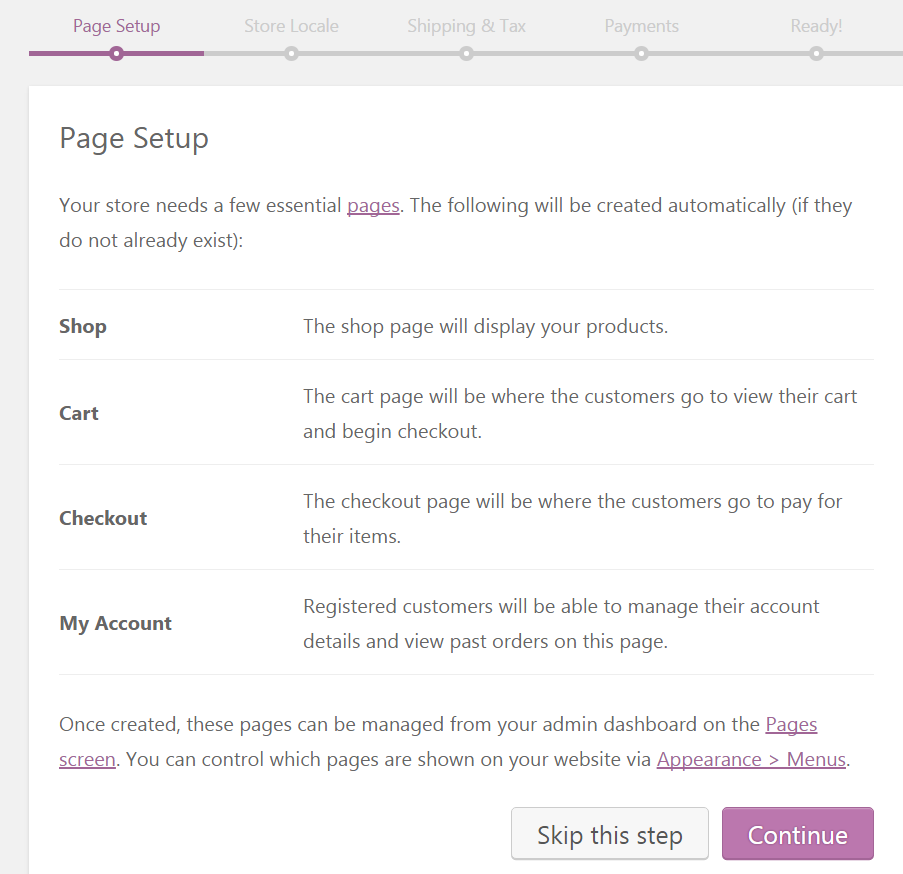 Page Setup
Store Locale
Shipping & Tax
Payments
Ready!
Page Setup
Your store needs a few essential pages. The following will be created automatically (if they
do not already exist):
Shop
The shop page will display your products.
Cart
The cart page will be where the customers go to view their cart
and begin checkout.
Checkout
The checkout page will be where the customers go to pay for
their items.
My Account
Registered customers will be able to manage their account
details and view past orders on this page.
Once created, these pages can be managed from your admin dashboard on the Pages
screen. You can control which pages are shown on your website via Appearance > Menus.
Skip this step
Continue